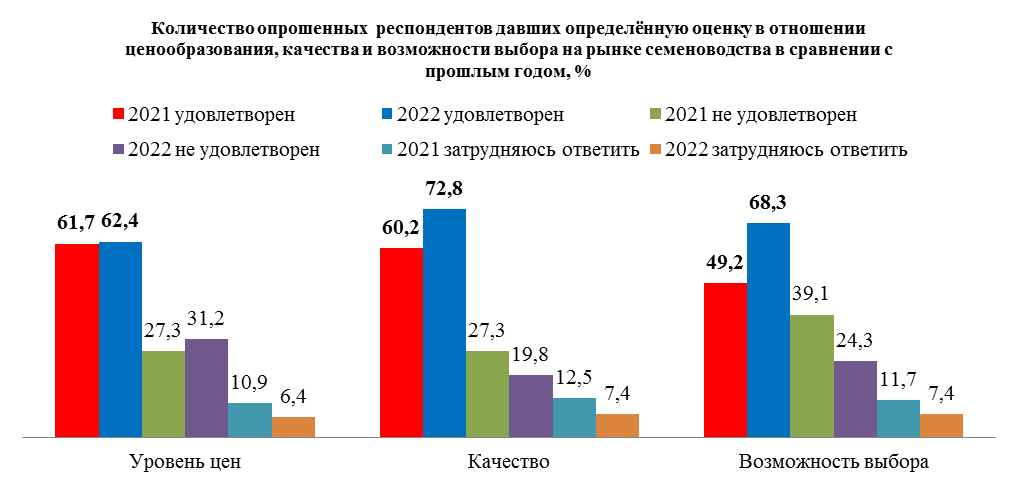 Количество опрошенных респондентов давших определённую оценку в отношении
ценообразования, качества и возможности выбора на рынке семеноводства в сравнении с
прошлым годом, %
2021 удовлетворен
2022 удовлетворен
2021 не удовлетворен
2022 не удовлетворен
2021 затрудняюсь ответить
2022 затрудняюсь ответить
61,7
62,4
27,3
31,2
10,9
6,4
60,2
72,8
27,3
19,8
12,5
7,4
49,2
68,3
39,1
24,3
11,7
7,4
Уровень цен
Качество
Возможность выбора